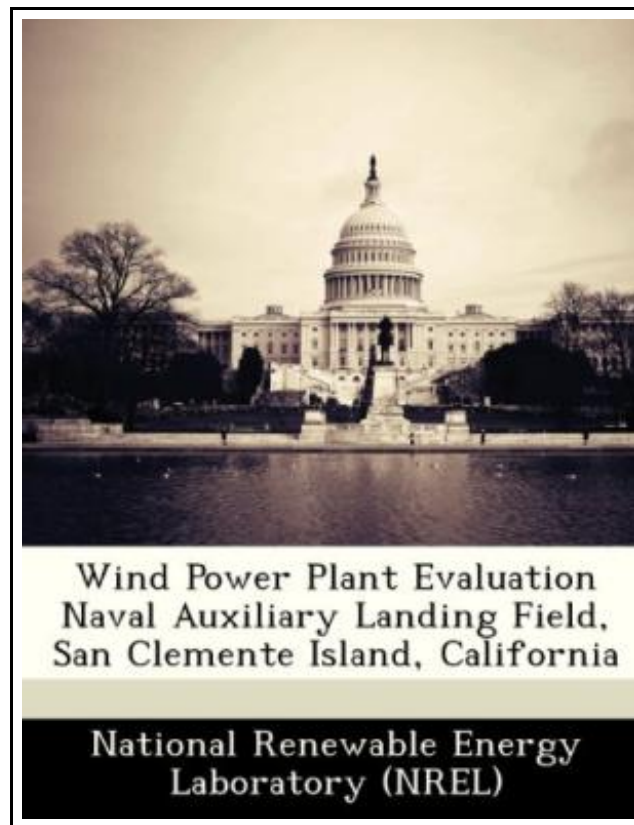 Wind Power Plant Evaluation
Naval Auxiliary Landing Field,
San Clemente Island, California
National Renewable Energy
Laboratory (NREL)